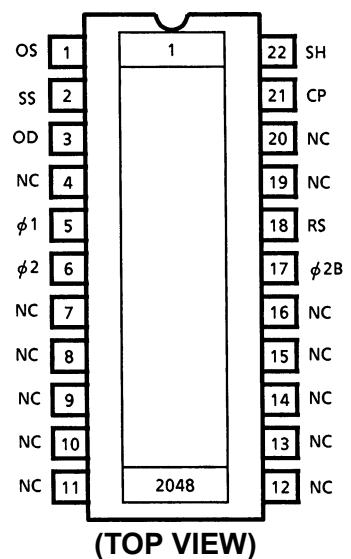 OS 1 1 22 SH
SS 2 21 CP
OD 3 20 NC
NC 4 19 NC
ϕ1 5 18 RS
ϕ2 6 17 ϕ2B
NC 7 16 NC
NC 8 15 NC
NC 9 14 NC
NC 10 13 NC
NC 11 2048 12 NC
(TOP VIEW)